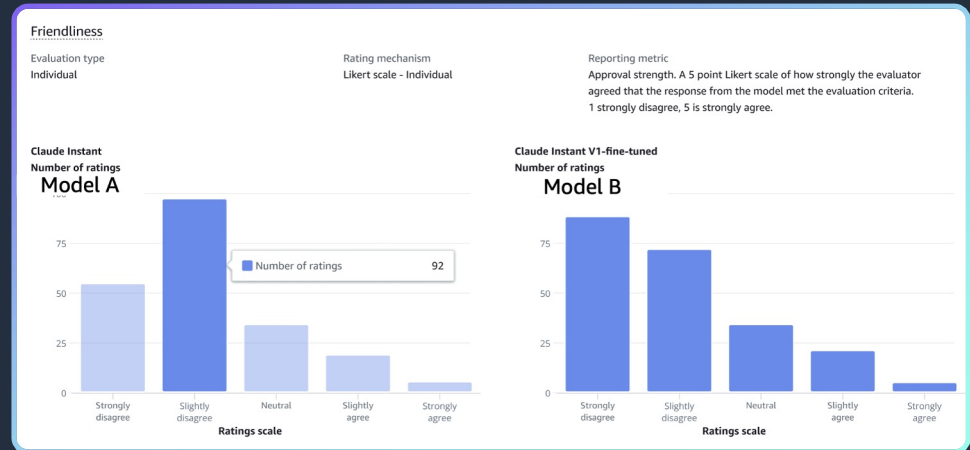 Friendliness
Evaluation type
Individual
Rating mechanism
Likert scale - Individual
Reporting metric
Approval strength. A 5 point Likert scale of how strongly the evaluator
agreed that the response from the model met the evaluation criteria.
1 strongly disagree, 5 is strongly agree.
Claude Instant
Number of ratings
Model A
75
50
25
0
Number of ratings 92
Strongly
disagree
Slightly
disagree
Neutral
Slightly
agree
Strongly
agree
Ratings scale
Claude Instant V1-fine-tuned
Number of ratings
Model B
75
50
25
0
Strongly
disagree
Slightly
disagree
Neutral
Slightly
agree
Strongly
agree
Ratings scale